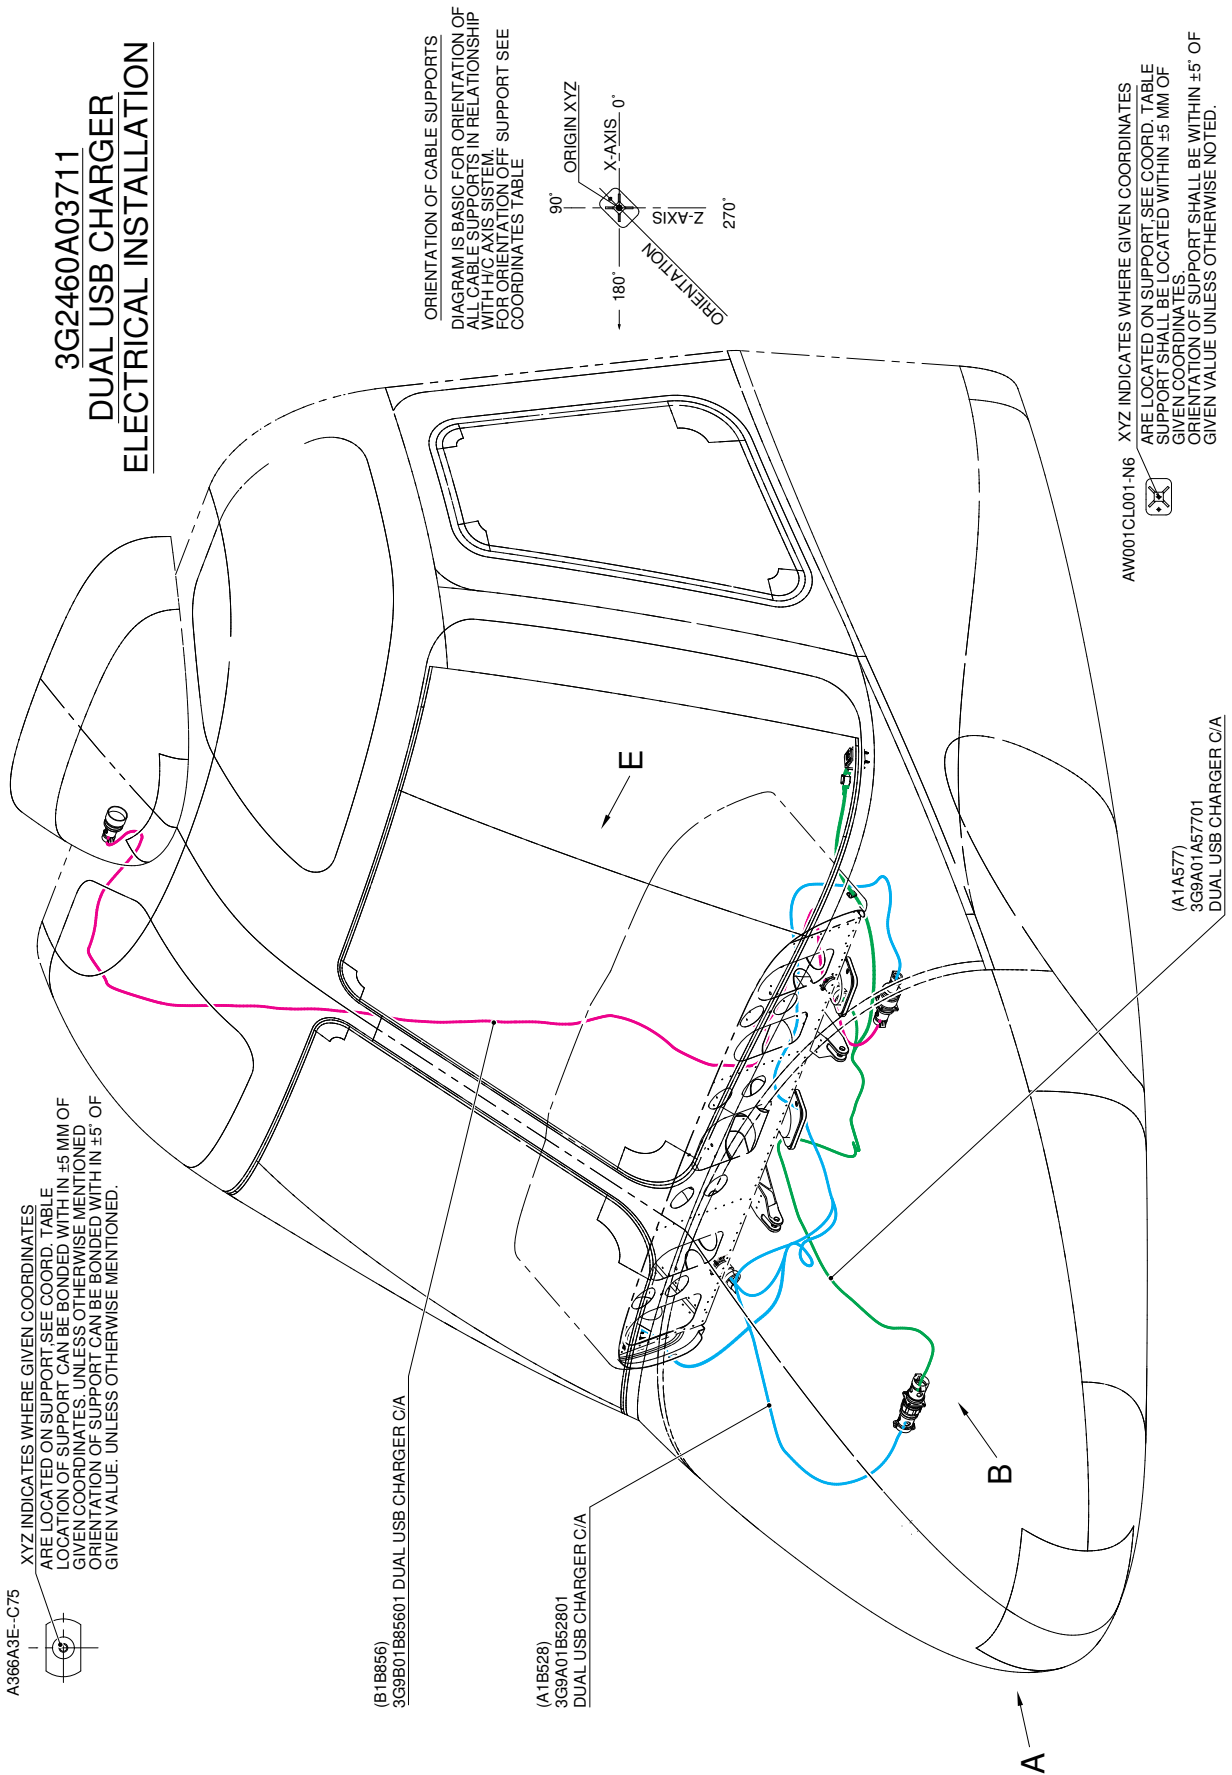 3G2460A03711
DUAL USB CHARGER
ELECTRICAL INSTALLATION
A366A3E--C75
XYZ INDICATES WHERE GIVEN COORDINATES
ARE LOCATED ON SUPPORT.SEE COORD. TABLE
LOCATION OF SUPPORT CAN BE BONDED WITH IN ±5 MM OF
GIVEN COORDINATES. UNLESS OTHERWISE MENTIONED
ORIENTATION OF SUPPORT CAN BE BONDED WITH IN ±5° OF
GIVEN VALUE. UNLESS OTHERWISE MENTIONED.
ORIENTATION OF CABLE SUPPORTS
DIAGRAM IS BASIC FOR ORIENTATION OF
ALL CABLE SUPPORTS IN RELATIONSHIP
WITH H/C AXIS SISTEM.
FOR ORIENTATION OFF SUPPORT SEE
COORDINATES TABLE
90°
ORIGIN XYZ
180°
X-AXIS
0°
Z-AXIS
ORIENTATION
270°
E
(B1B856)
3G9B01B85601 DUAL USB CHARGER C/A
(A1B528)
3G9A01B52801
DUAL USB CHARGER C/A
B
A
AW001CL001-N6
XYZ INDICATES WHERE GIVEN COORDINATES
ARE LOCATED ON SUPPORT.SEE COORD. TABLE
SUPPORT SHALL BE LOCATED WITHIN ±5 MM OF
GIVEN COORDINATES.
ORIENTATION OF SUPPORT SHALL BE WITHIN ±5° OF
GIVEN VALUE UNLESS OTHERWISE NOTED.
(A1A577)
3G9A01A57701
DUAL USB CHARGER C/A